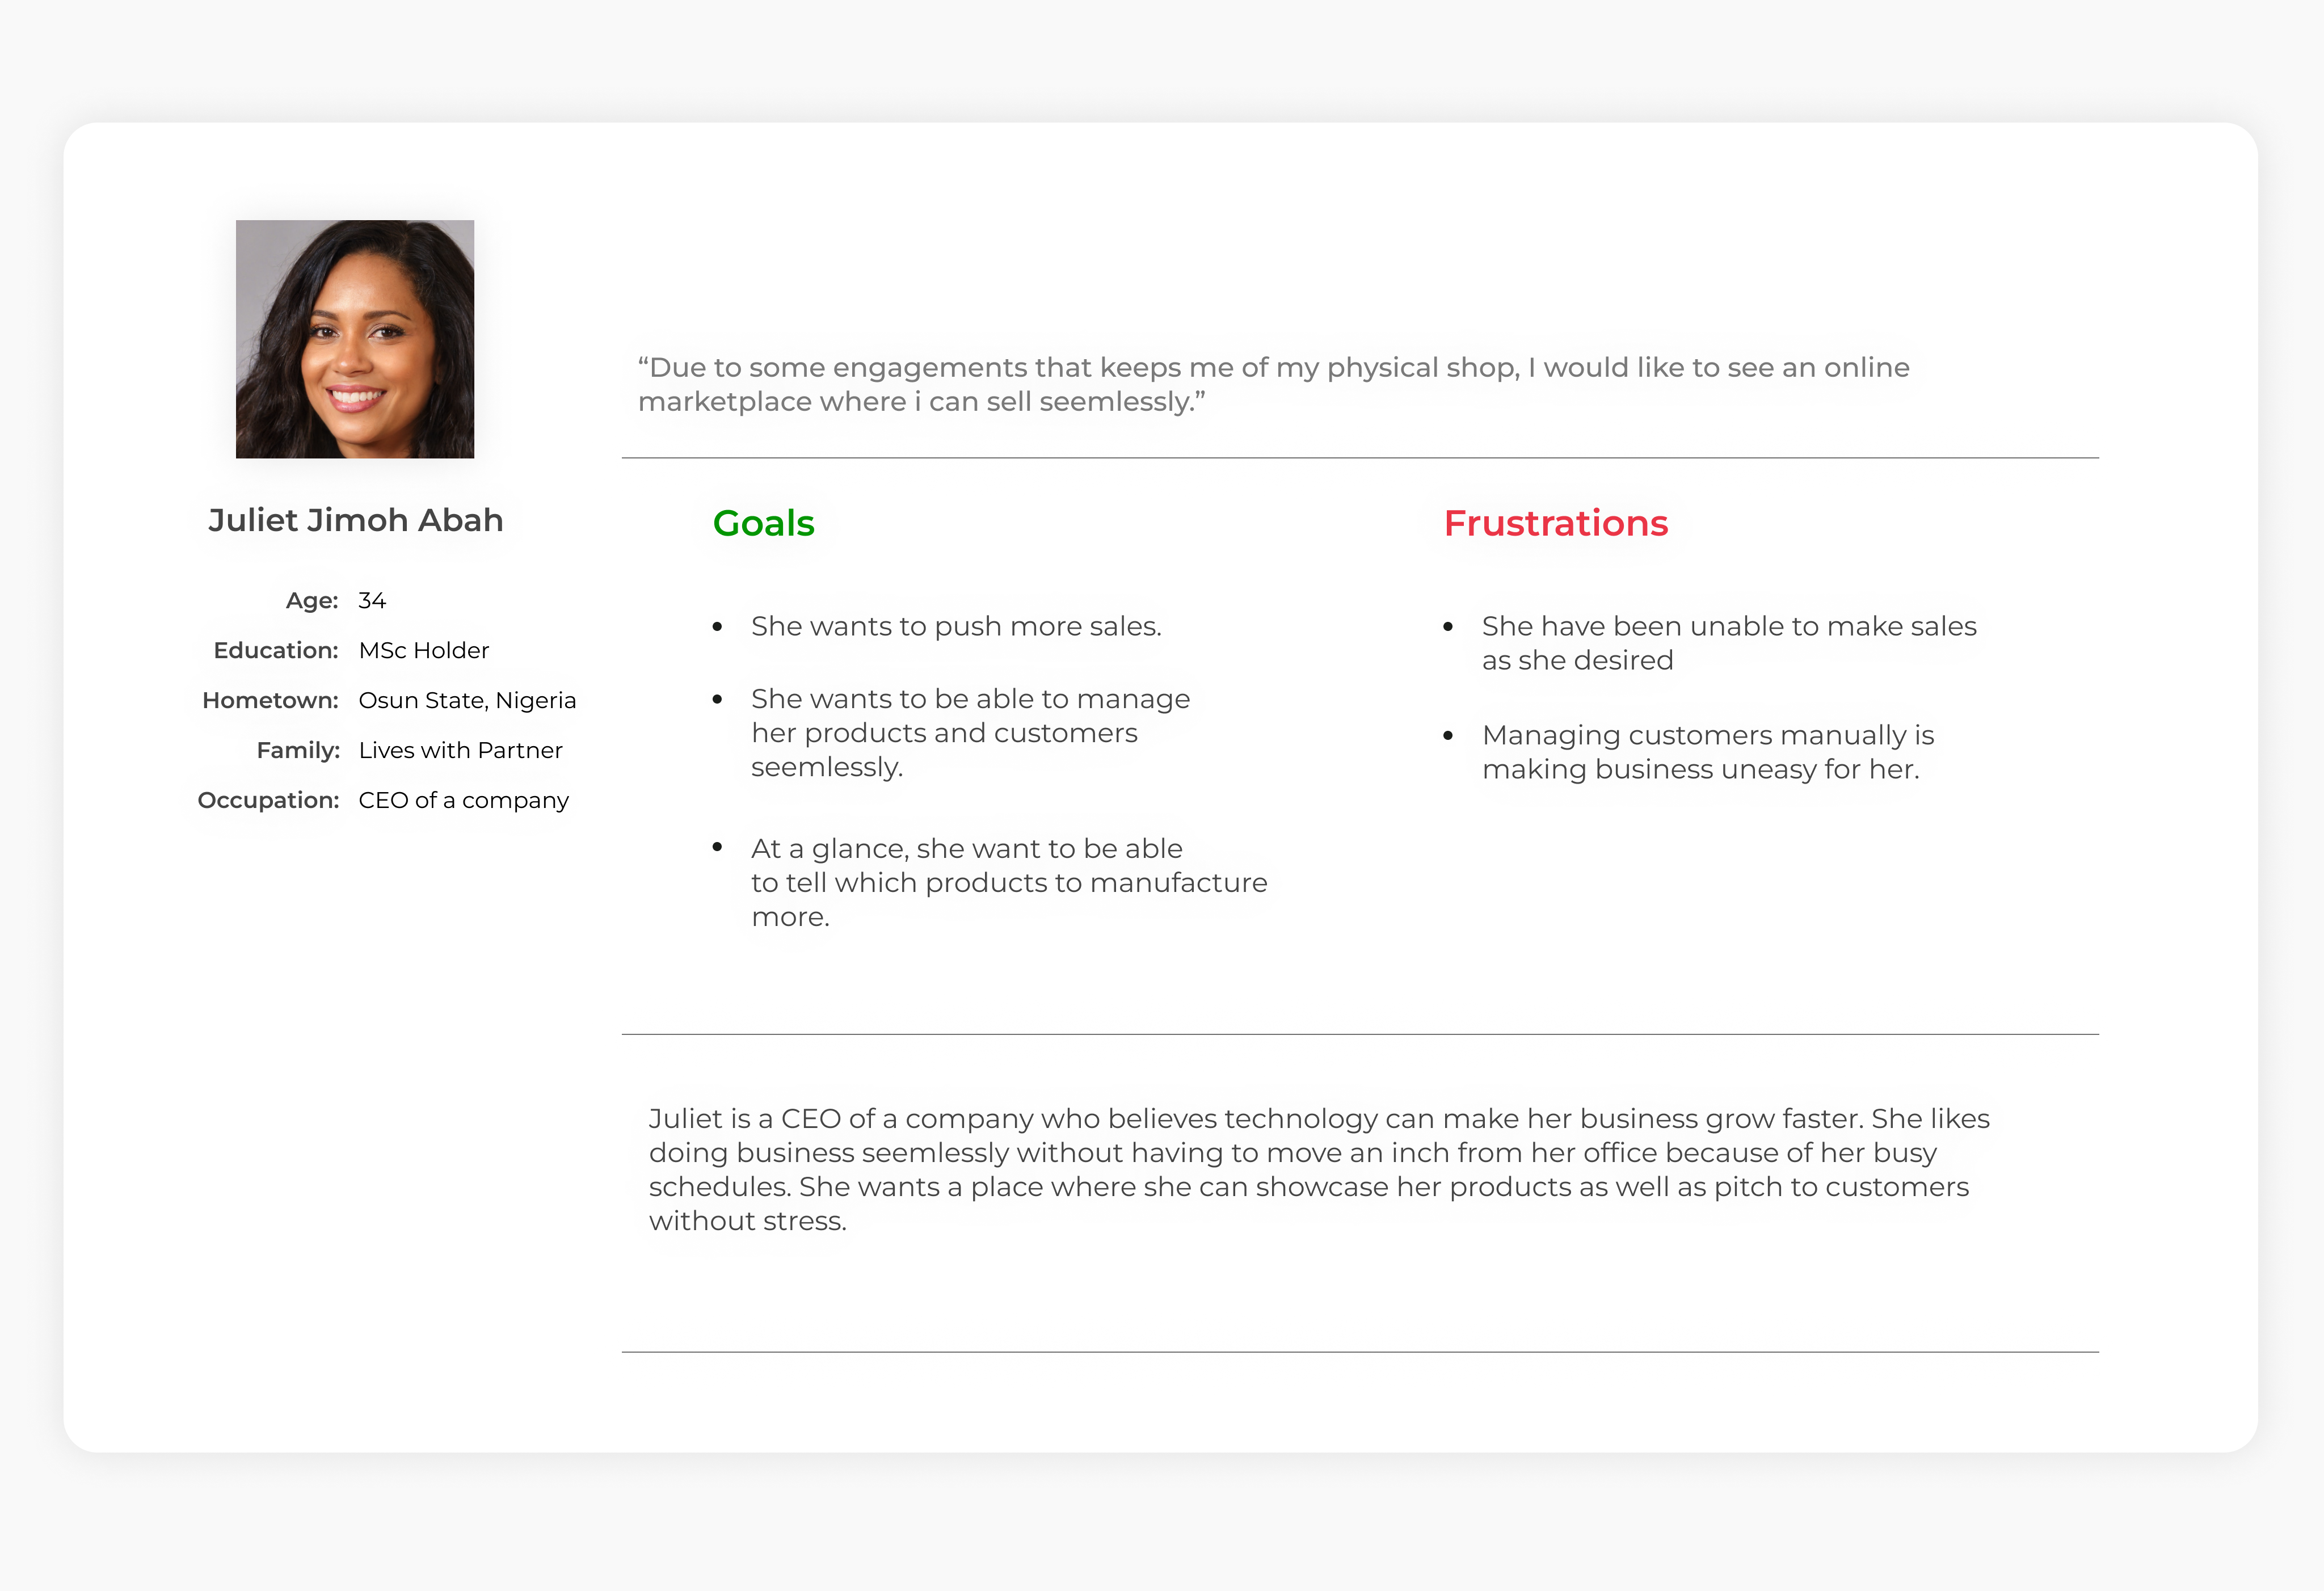 Juliet Jimoh Abah
Age: 34
Education: MSc Holder
Hometown: Osun State, Nigeria
Family: Lives with Partner
Occupation: CEO of a company
“Due to some engagements that keeps me of my physical shop, I would like to see an online
marketplace where i can sell seemlessly.”
Goals
• She wants to push more sales.
• She wants to be able to manage
her products and customers
seemlessly.
• At a glance, she want to be able
to tell which products to manufacture
more.
Frustrations
• She have been unable to make sales
as she desired
• Managing customers manually is
making business uneasy for her.
Juliet is a CEO of a company who believes technology can make her business grow faster. She likes
doing business seemlessly without having to move an inch from her office because of her busy
schedules. She wants a place where she can showcase her products as well as pitch to customers
without stress.